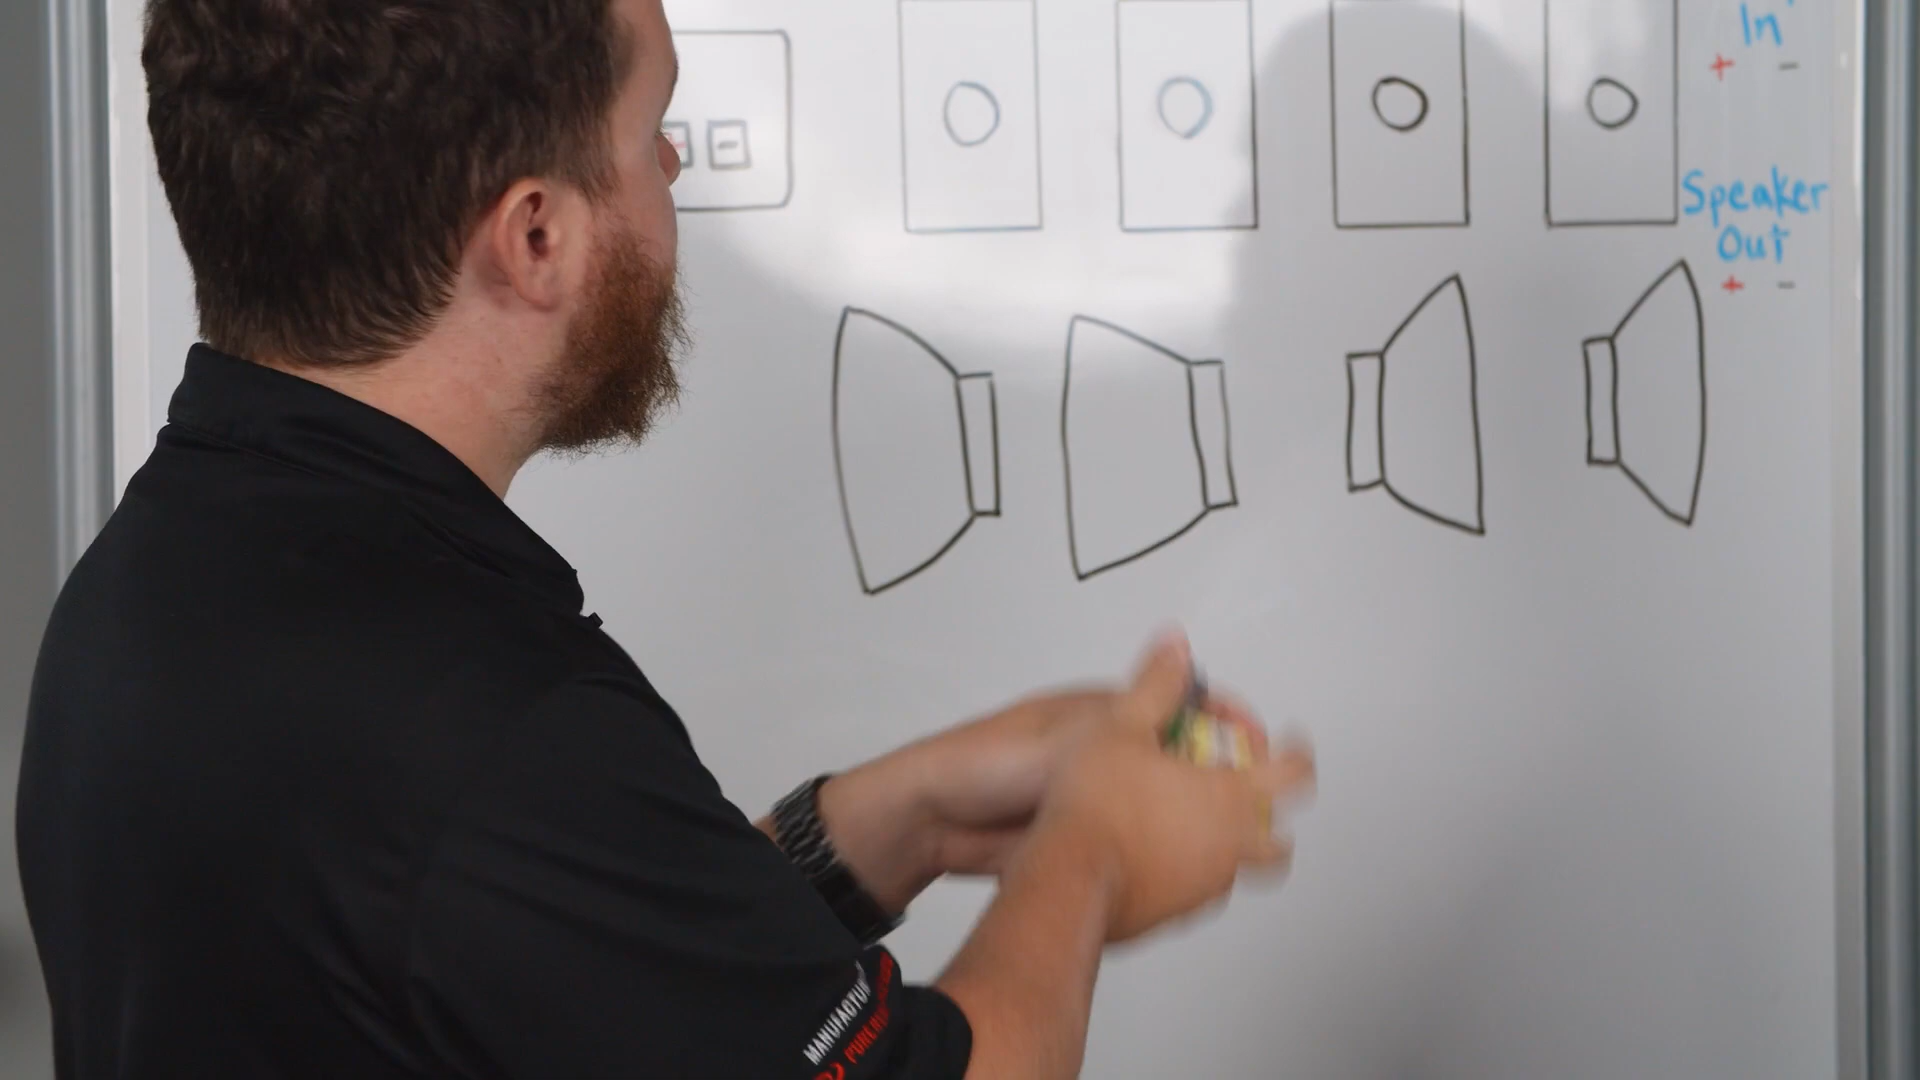 In
+ -
-
Speaker
Out
+ -